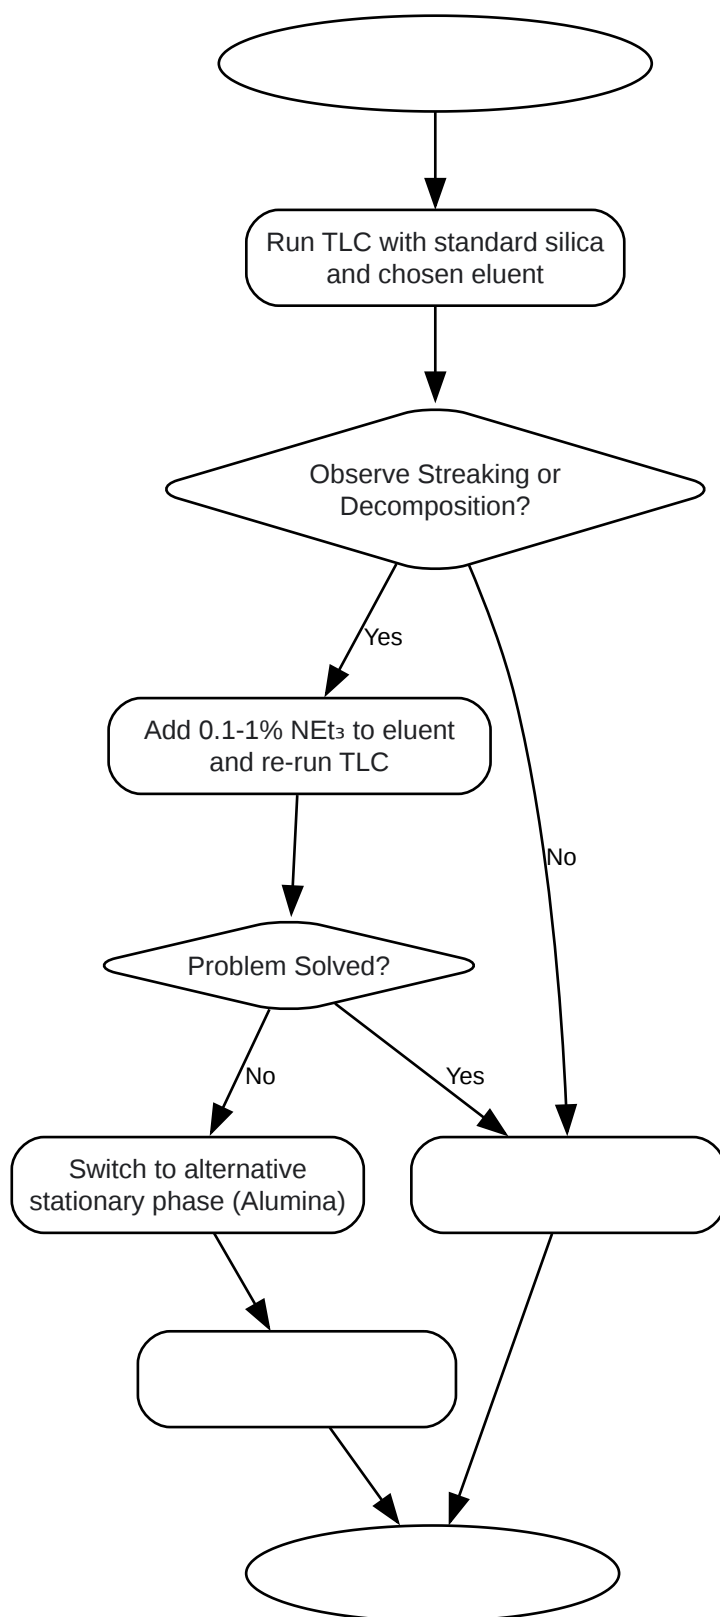 Run TLC with standard silica
and chosen eluent
Observe Streaking or
Decomposition?
Yes
Add 0.1-1% NEt₃ to eluent
and re-run TLC
No
Problem Solved?
No
Yes
Switch to alternative
stationary phase (Alumina)